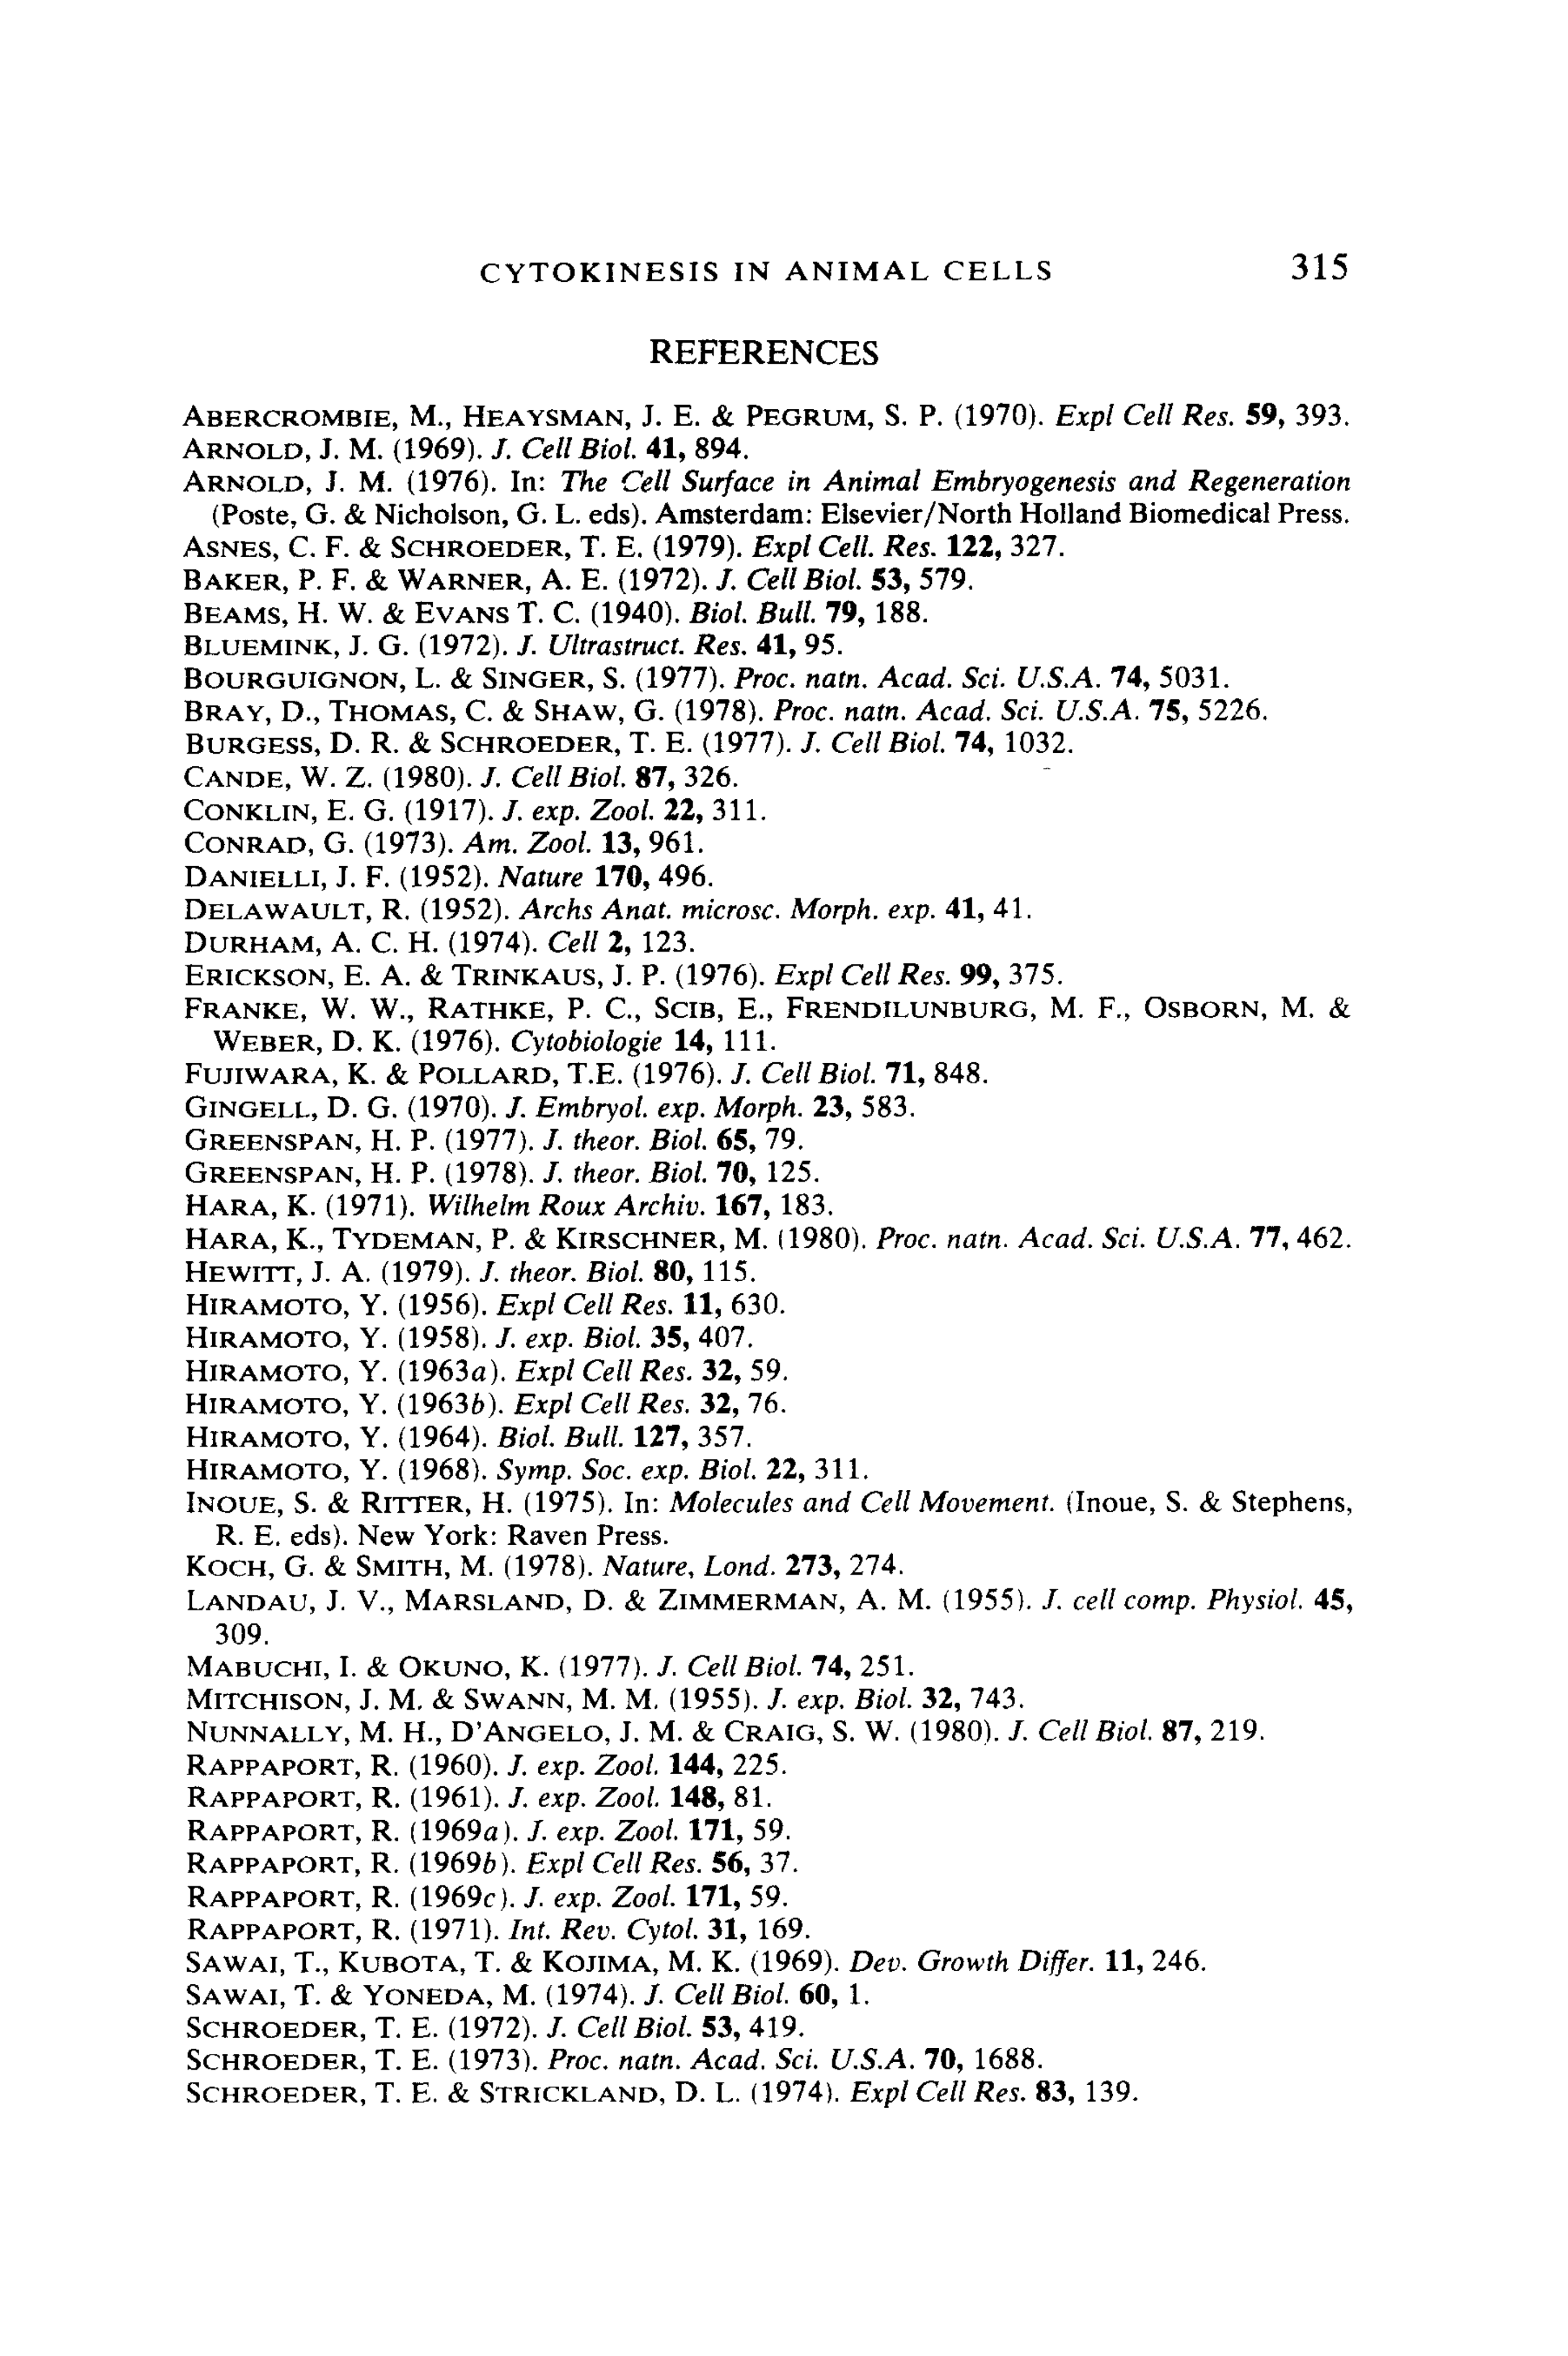 CYTOKINESIS IN ANIMAL CELLS 315
REFERENCES
ABERCROMBIE, M., HEAYSMAN, J. E. & PEGRUM, S. P. (1970). Expl Cell Res. 59, 393.
ARNOLD, J. M. (1969). J. Cell Biol. 41, 894.
ARNOLD, J. M. (1976). In: The Cell Surface in Animal Embryogenesis and Regeneration
(Poste, G. & Nicholson, G. L. eds). Amsterdam: Elsevier/North Holland Biomedical Press.
ASNES, C. F. & SCHROEDER, T. E. (1979). Expl Cell. Res. 122, 327.
BAKER, P. F. & WARNER, A. E. (1972). J. Cell Biol. 53, 579.
BEAMS, H. W. & EVANS T. C. (1940). Biol. Bull. 79, 188.
BLUEMINK, J. G. (1972). J. Ultrastruct. Res. 41, 95.
BOURGUIGNON, L. & SINGER, S. (1977). Proc. natn. Acad. Sci. U.S.A. 74, 5031.
BRAY, D., THOMAS, C. & SHAW, G. (1978). Proc. natn. Acad. Sci. U.S.A. 75, 5226.
BURGESS, D. R. & SCHROEDER, T. E. (1977). J. Cell Biol. 74, 1032.
CANDE, W. Z. (1980). J. Cell Biol. 87, 326.
CONKLIN, E. G. (1917). J. exp. Zool. 22, 311.
CONRAD, G. (1973). Am. Zool. 13, 961.
DANIELLI, J. F. (1952). Nature 170, 496.
DELAWAULT, R. (1952). Archs Anat. microsc. Morph. exp. 41, 41.
DURHAM, A. C. H. (1974). Cell 2, 123.
ERICKSON, E. A. & TRINKAUS, J. P. (1976). Expl Cell Res. 99, 375.
FRANKE, W. W., RATHKE, P. C., SCIB, E., FRENDILUNBURG, M. F., OSBORN, M. &
WEBER, D. K. (1976). Cytobiologie 14, 111.
FUJIWARA, K. & POLLARD, T.E. (1976). J. Cell Biol. 71, 848.
GINGELL, D. G. (1970). J. Embryol. exp. Morph. 23, 583.
GREENSPAN, H. P. (1977). J. theor. Biol. 65, 79.
GREENSPAN, H. P. (1978). J. theor. Biol. 70, 125.
HARA, K. (1971). Wilhelm Roux Archiv. 167, 183.
HARA, K., TYDEMAN, P. & KIRSCHNER, M. (1980). Proc. natn. Acad. Sci. U.S.A. 77, 462.
HEWITT, J. A. (1979). J. theor. Biol. 80, 115.
HIRAMOTO, Y. (1956). Expl Cell Res. 11, 630.
HIRAMOTO, Y. (1958). J. exp. Biol. 35, 407.
HIRAMOTO, Y. (1963a). Expl Cell Res. 32, 59.
HIRAMOTO, Y. (1963b). Expl Cell Res. 32, 76.
HIRAMOTO, Y. (1964). Biol. Bull. 127, 357.
HIRAMOTO, Y. (1968). Symp. Soc. exp. Biol. 22, 311.
INOUE, S. & RITTER, H. (1975). In: Molecules and Cell Movement. (Inoue, S. & Stephens,
R. E. eds). New York: Raven Press.
KOCH, G. & SMITH, M. (1978). Nature, Lond. 273, 274.
LANDAU, J. V., MARSLAND, D. & ZIMMERMAN, A. M. (1955). J. cell comp. Physiol. 45,
309.
MABUCHI, I. & OKUNO, K. (1977). J. Cell Biol. 74, 251.
MITCHISON, J. M. & SWANN, M. M. (1955). J. exp. Biol. 32, 743.
NUNNALLY, M. H., D'ANGELO, J. M. & CRAIG, S. W. (1980). J. Cell Biol. 87, 219.
RAPPAPORT, R. (1960). J. exp. Zool. 144, 225.
RAPPAPORT, R. (1961). J. exp. Zool. 148, 81.
RAPPAPORT, R. (1969a). J. exp. Zool. 171, 59.
RAPPAPORT, R. (1969b). Expl Cell Res. 56, 37.
RAPPAPORT, R. (1969c). J. exp. Zool. 171, 59.
RAPPAPORT, R. (1971). Int. Rev. Cytol. 31, 169.
SAWAI, T., KUBOTA, T. & KOJIMA, M. K. (1969). Dev. Growth Differ. 11, 246.
SAWAI, T. & YONEDA, M. (1974). J. Cell Biol. 60, 1.
SCHROEDER, T. E. (1972). J. Cell Biol. 53, 419.
SCHROEDER, T. E. (1973). Proc. natn. Acad. Sci. U.S.A. 70, 1688.
SCHROEDER, T. E. & STRICKLAND, D. L. (1974). Expl Cell Res. 83, 139.